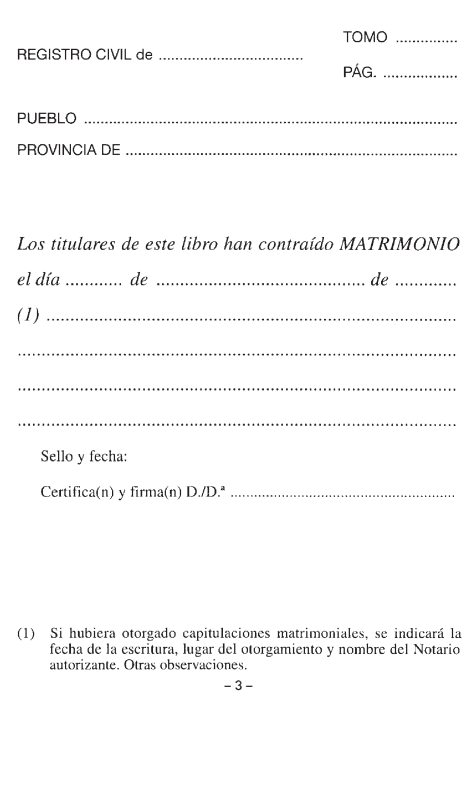 TOMO ...............
REGISTRO CIVIL de ..................................
PÁG. ..................
PUEBLO .........................................................................................
PROVINCIA DE ...............................................................................
Los titulares de este libro han contraído MATRIMONIO
el día ............ de .......................................... de .............
(1) ...................................................................................
.........................................................................................
.........................................................................................
.........................................................................................
Sello y fecha:
Certifica(n) y firma(n) D./D.ª ............................................................
(1) Si hubiera otorgado capitulaciones matrimoniales, se indicará la
fecha de la escritura, lugar del otorgamiento y nombre del Notario
autorizante. Otras observaciones.
– 3 –